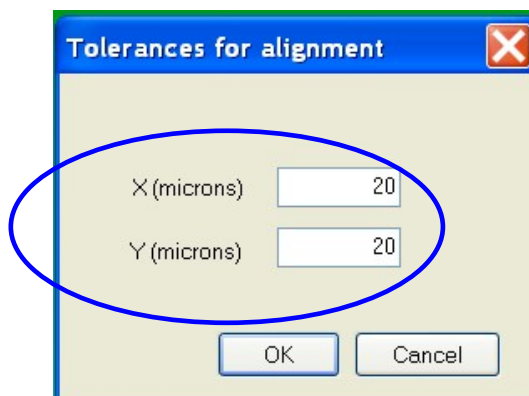 Tolerances for alignment
X (microns) 20
Y (microns) 20
OK Cancel